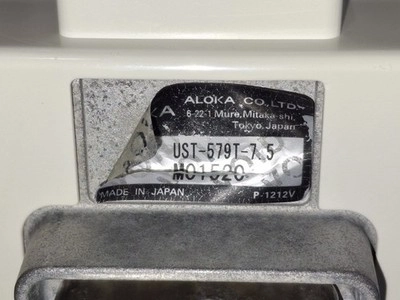 ALOKA CO.,LTD.
6-22-1 Mure, Mitaka-shi,
Tokyo, Japan
UST-579T-7.5
M01520
MADE IN JAPAN P-1212V